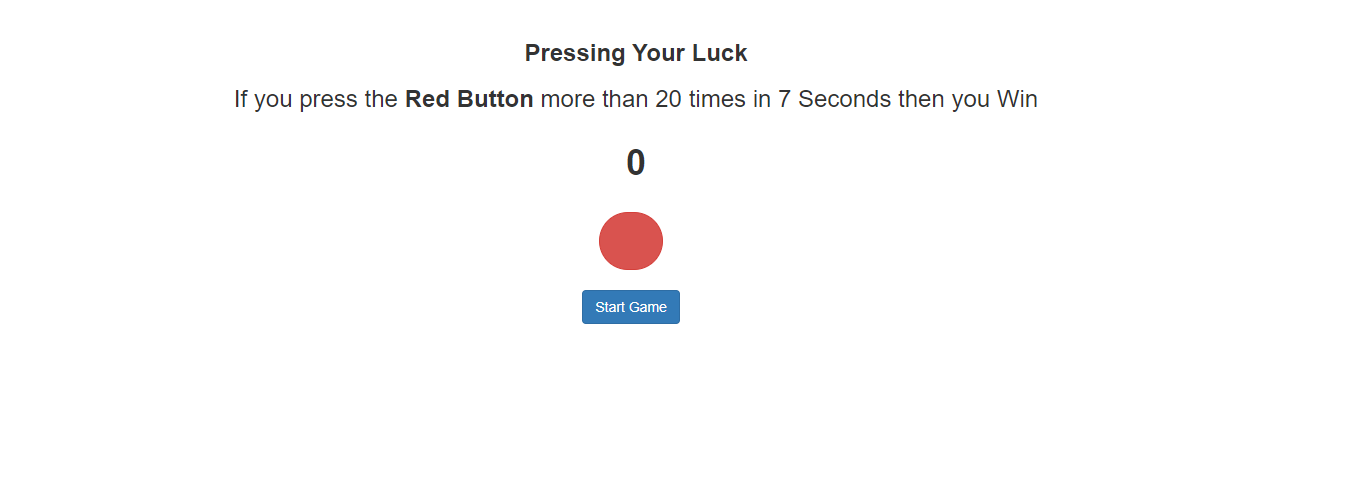 Pressing Your Luck
If you press the Red Button more than 20 times in 7 Seconds then you Win
0
Start Game